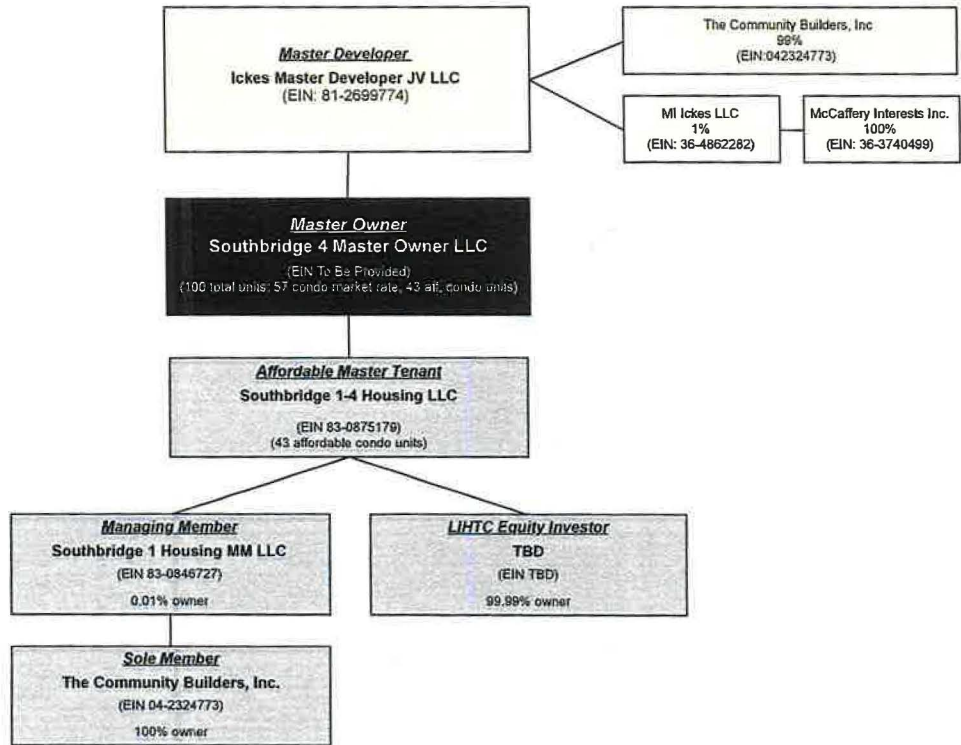 Master Developer
Ickes Master Developer JV LLC
(EIN: 81-2699774)
The Community Builders, Inc
99%
(EIN:042324773)
MI Ickes LLC
1%
(EIN: 36-4862282)
McCaffery Interests Inc.
100%
(EIN: 36-3740499)
Master Owner
Southbridge 4 Master Owner LLC
(EIN To Be Provided)
(100 total units; 57 condo market rate, 43 aff. condo units)
Affordable Master Tenant
Southbridge 1-4 Housing LLC
(EIN 83-0875179)
(43 affordable condo units)
Managing Member
Southbridge 1 Housing MM LLC
(EIN 83-0846727)
0.01% owner
LIHTC Equity Investor
TBD
(EIN TBD)
99.99% owner
Sole Member
The Community Builders, Inc.
(EIN 04-2324773)
100% owner